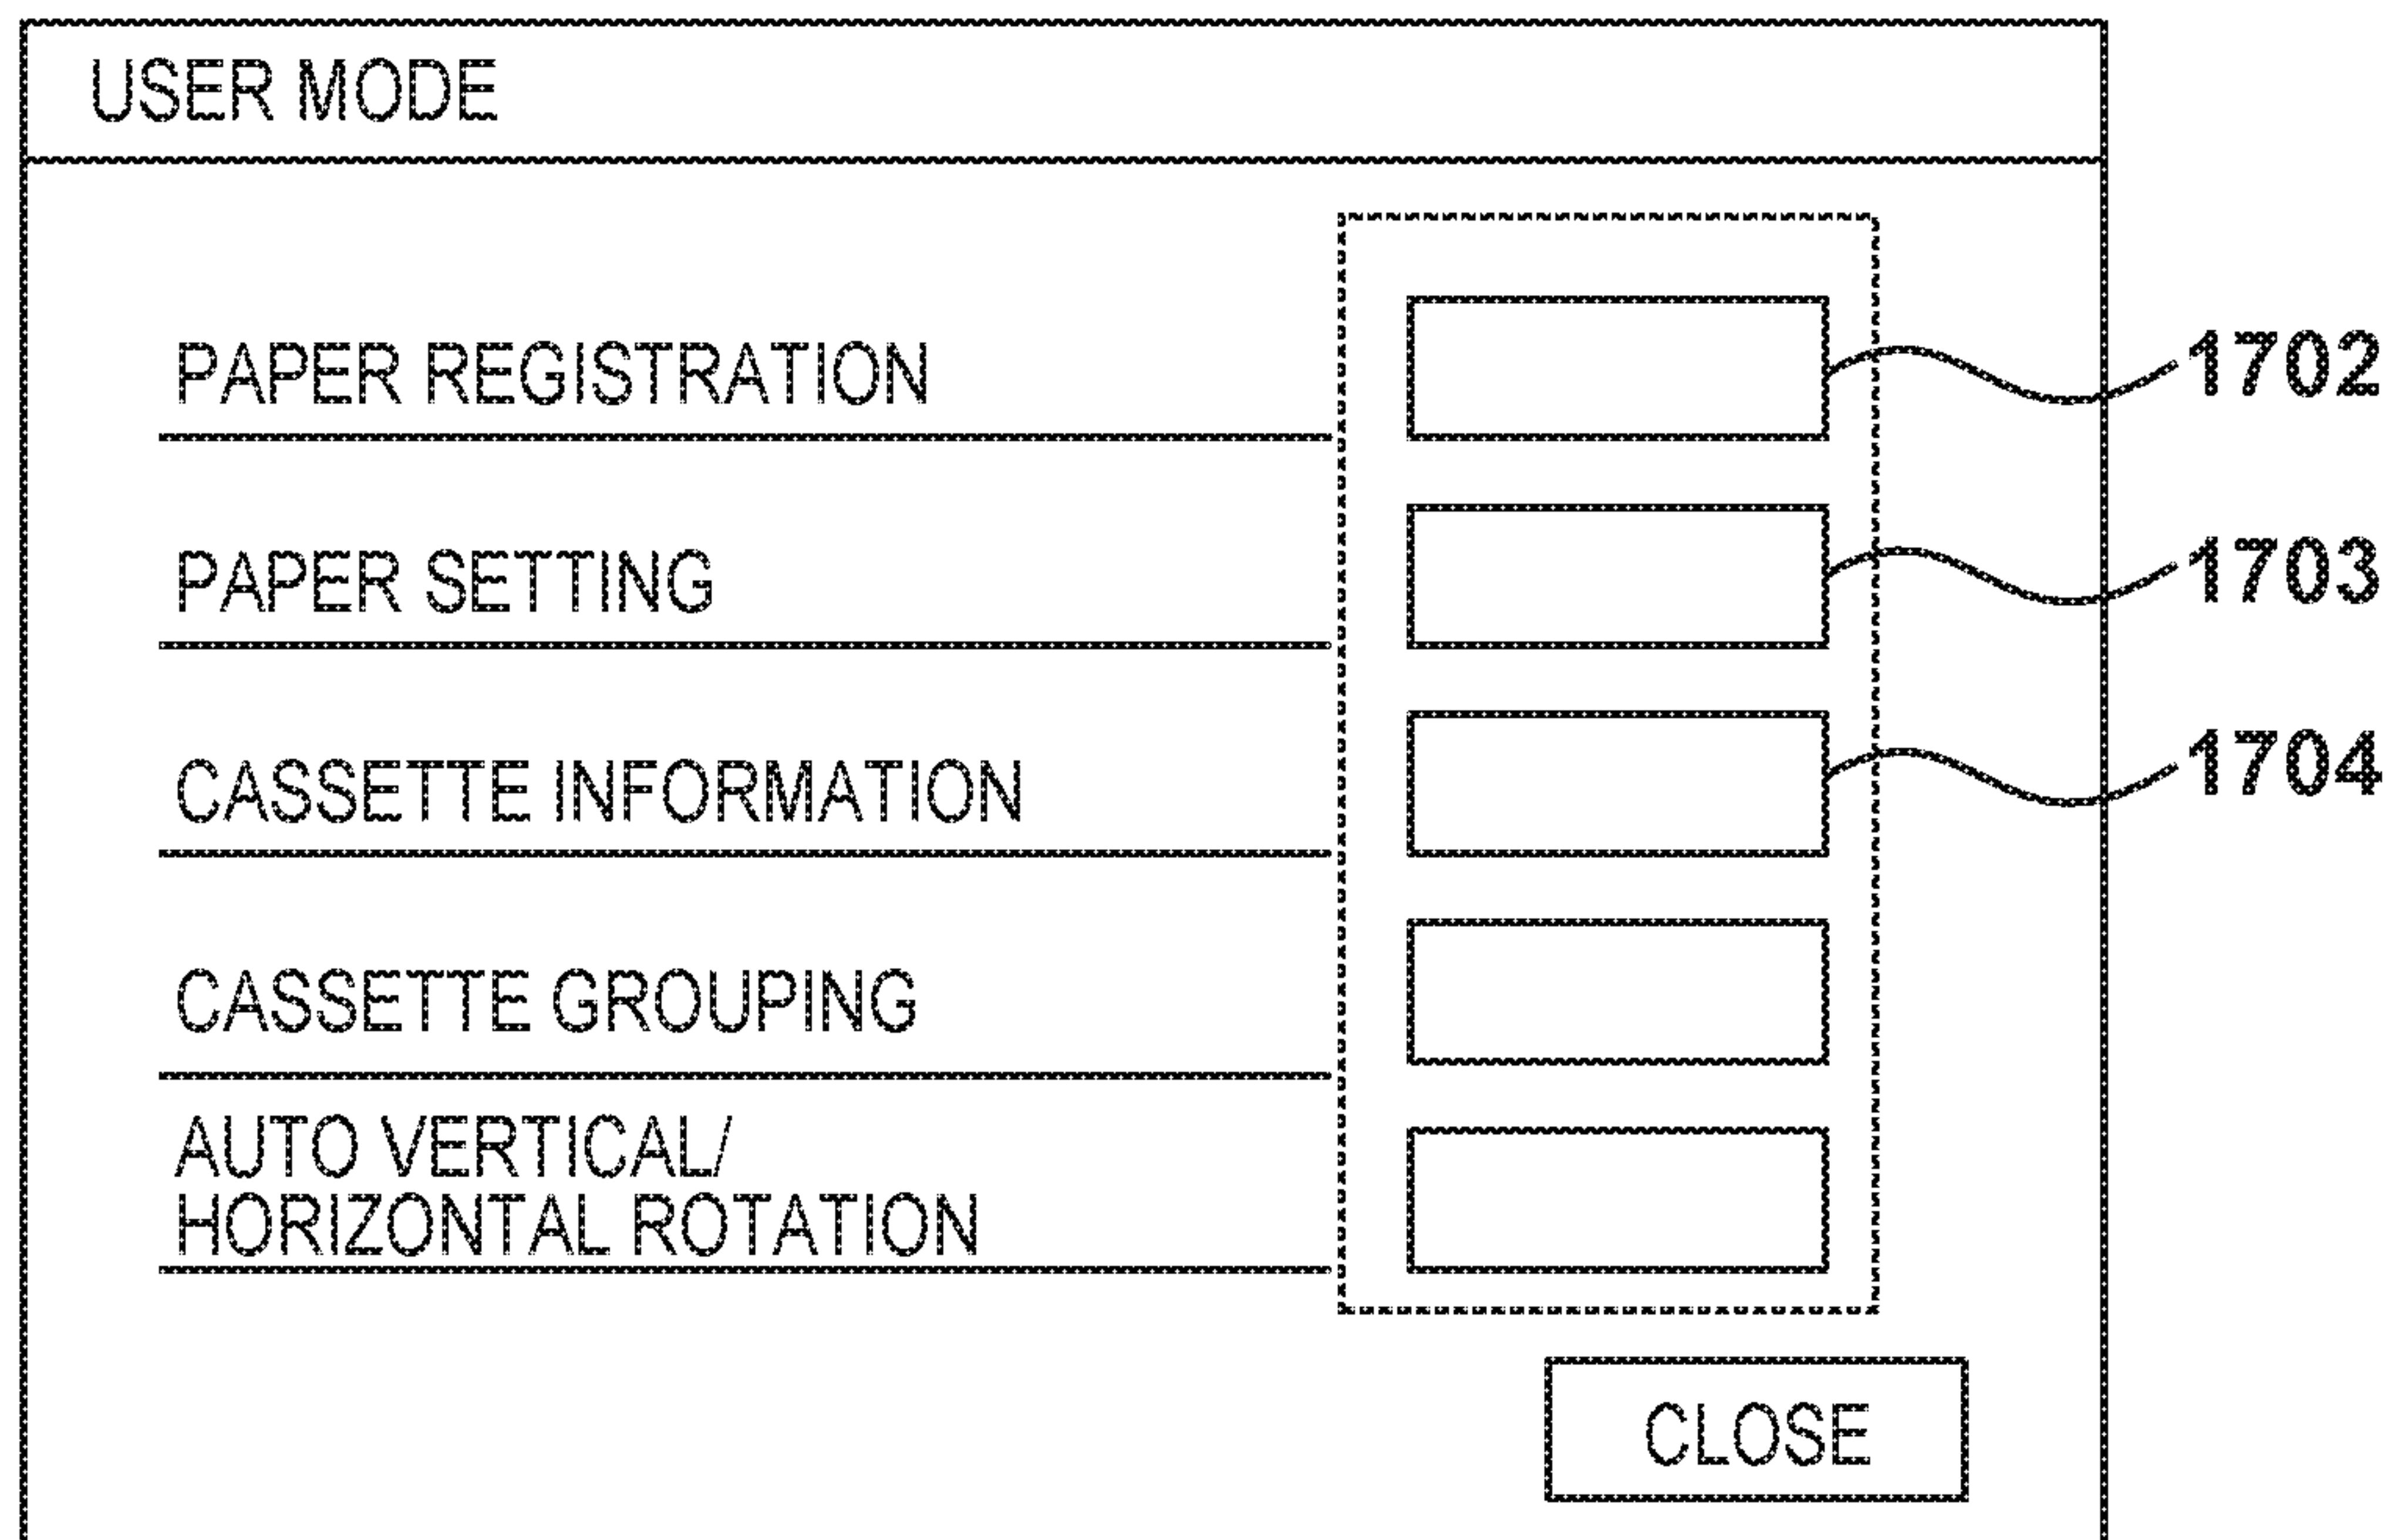 USER MODE
PAPER REGISTRATION
1702
PAPER SETTING
1703
CASSETTE INFORMATION
1704
CASSETTE GROUPING
AUTO VERTICAL/
HORIZONTAL ROTATION
CLOSE